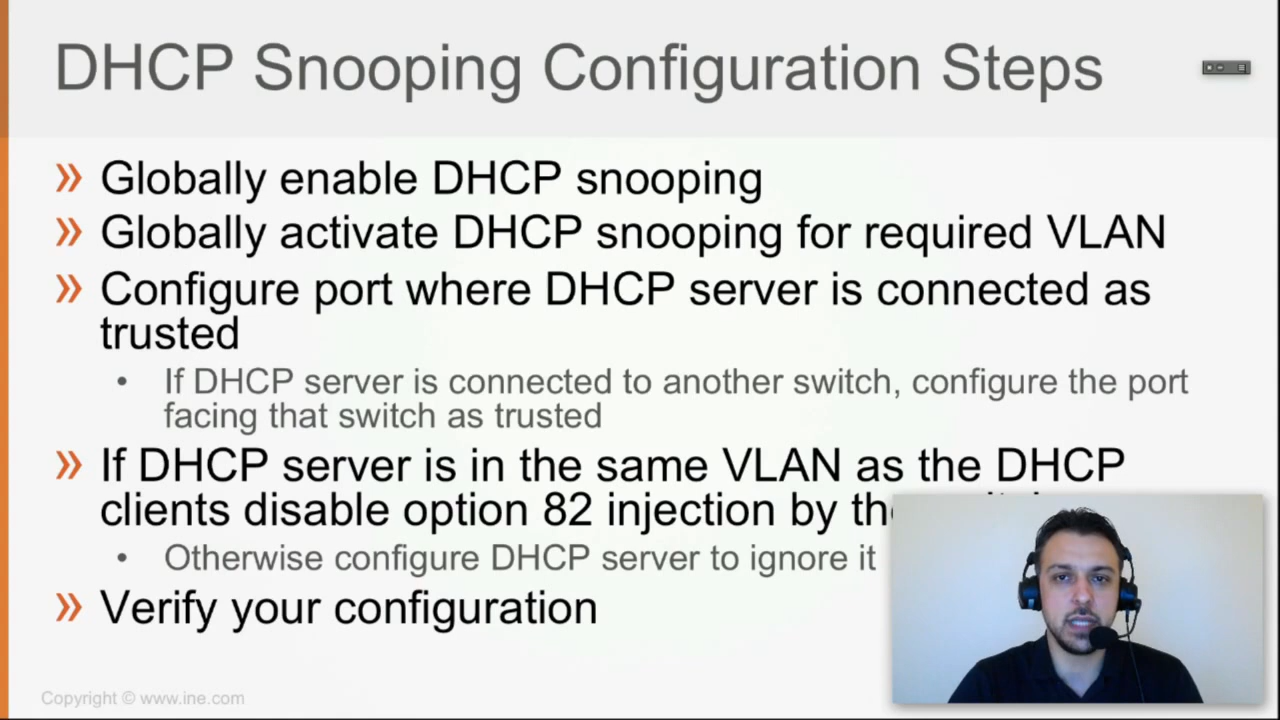 DHCP Snooping Configuration Steps
» Globally enable DHCP snooping
» Globally activate DHCP snooping for required VLAN
» Configure port where DHCP server is connected as
trusted
• If DHCP server is connected to another switch, configure the port
facing that switch as trusted
» If DHCP server is in the same VLAN as the DHCP
clients disable option 82 injection by
• Otherwise configure DHCP server to ignore it
» Verify your configuration
Copyright © www.ine.com